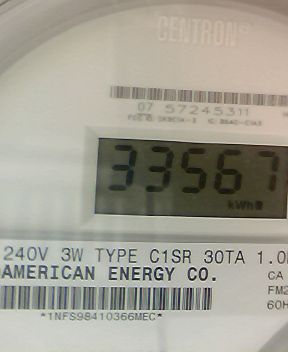 CENTRON®
07 57245311
33567
kWh
240V 3W TYPE C1SR 30TA 1.0
AMERICAN ENERGY CO.
CA
FM2
60H
*1NFS98410366MEC*